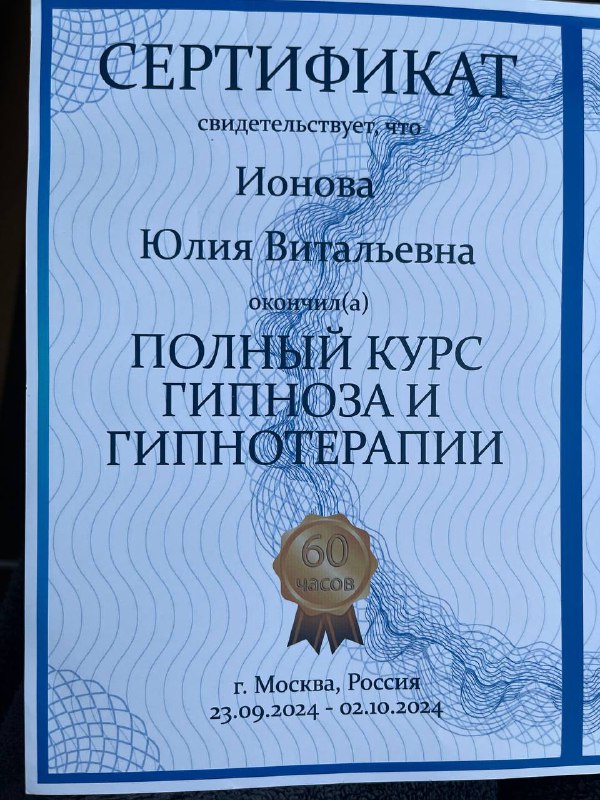 СЕРТИФИКАТ
свидетельствует, что
Ионова
Юлия Витальевна
окончил(а)
ПОЛНЫЙ КУРС
ГИПНОЗА И
ГИПНОТЕРАПИИ
60
часов
г. Москва, Россия
23.09.2024 - 02.10.2024